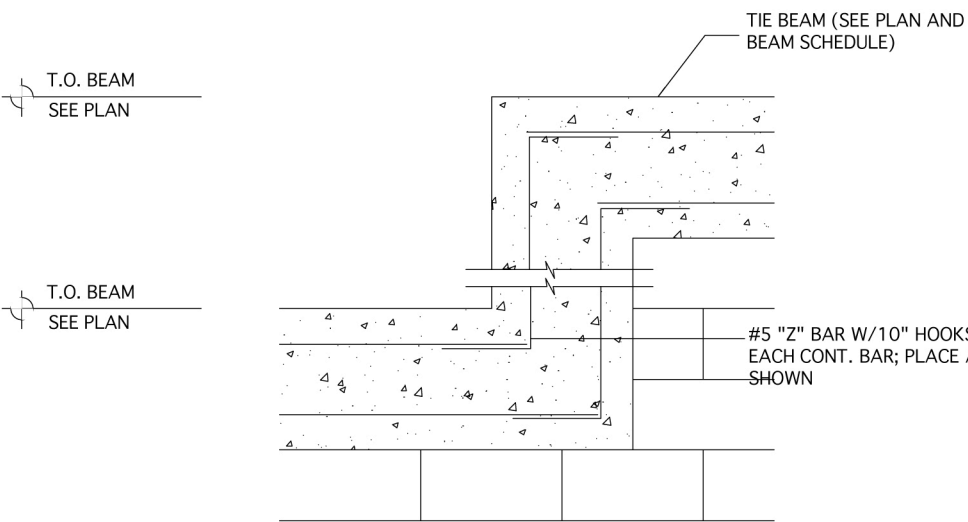 TIE BEAM (SEE PLAN AND
BEAM SCHEDULE)
T.O. BEAM
SEE PLAN
T.O. BEAM
SEE PLAN
#5 "Z" BAR W/10" HOOKS
EACH CONT. BAR; PLACE A
SHOWN